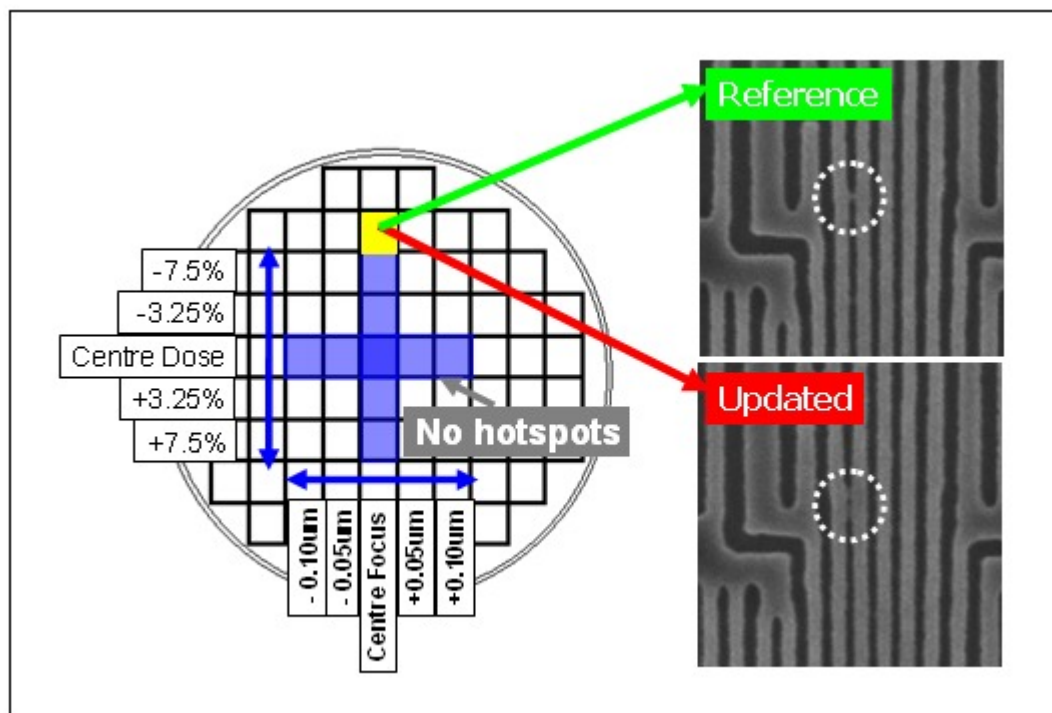 Reference
-7.5%
-3.25%
Centre Dose
+3.25%
+7.5%
Updated
No hotspots
- 0.10um
- 0.05um
Centre Focus
+0.05um
+0.10um